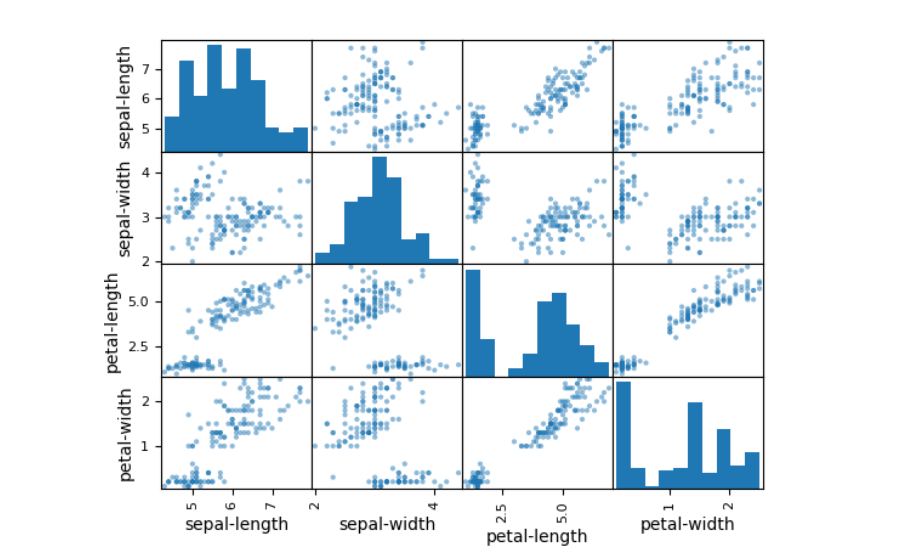 sepal-length
7
6
5
sepal-width
4
3
2
petal-length
5.0
2.5
petal-width
2
1
5 6 7 2 4 2.5 5.0 1 2
sepal-length sepal-width petal-length petal-width